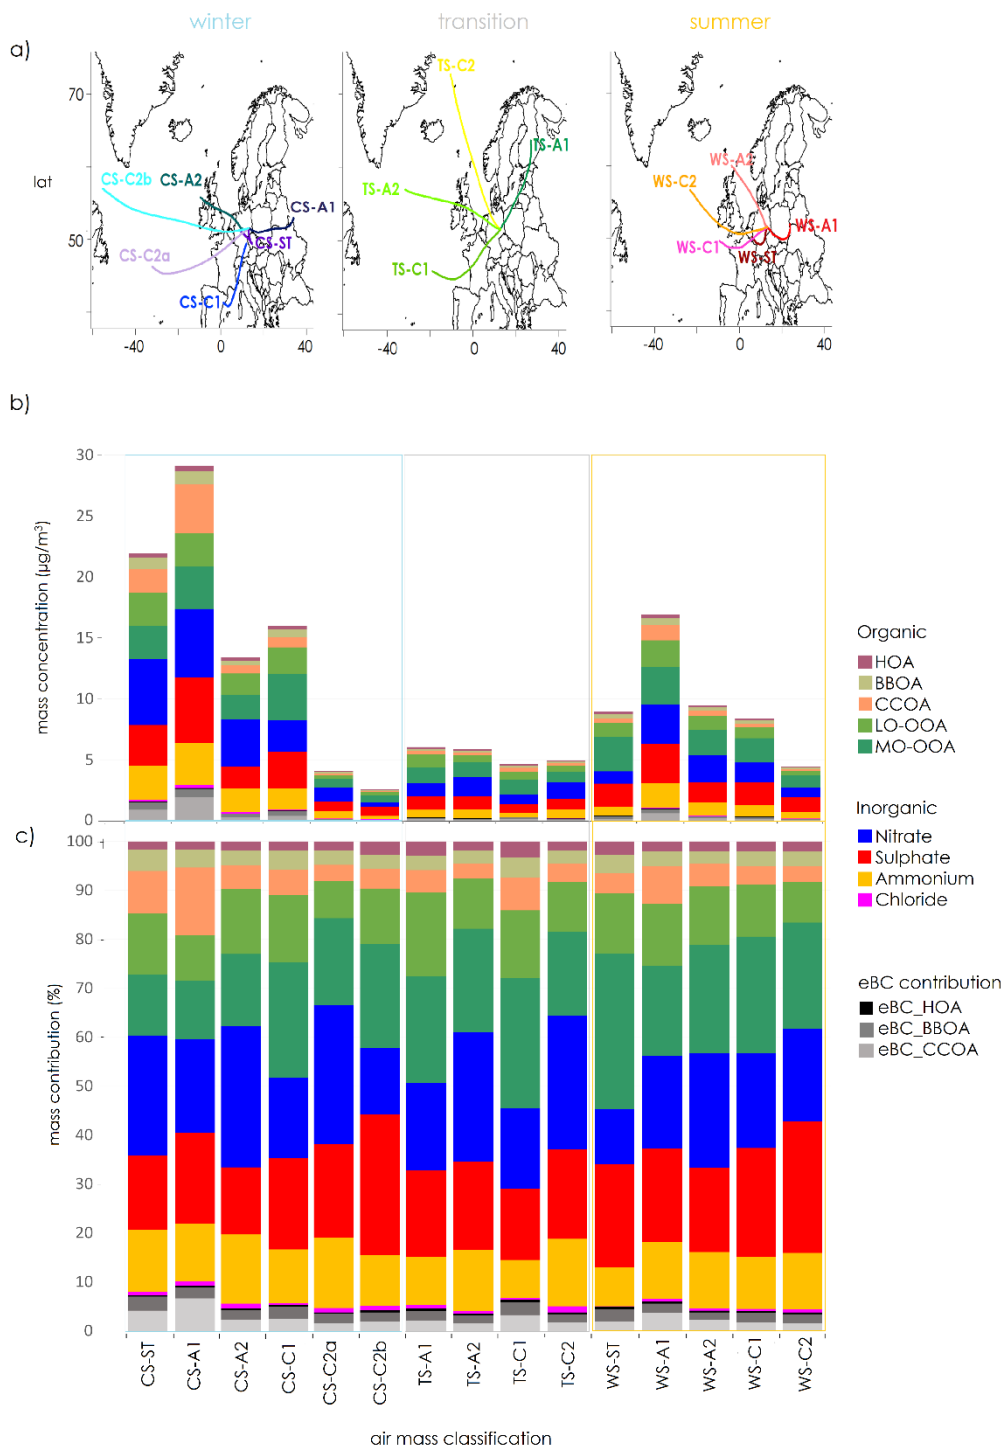 winter transition summer
a)
70
lat
50
CS-C2b CS-A2 CS-A1 CS-ST CS-C2a CS-C1
TS-C2 TS-A1 TS-A2 TS-C1
WS-A2 WS-C2 WS-A1 WS-C1 WS-ST
-40 0 40 -40 0 40 -40 0 40
b)
mass concentration (µg/m³)
30
25
20
15
10
5
0
Organic
HOA
BBOA
CCOA
LO-OOA
MO-OOA
Inorganic
Nitrate
Sulphate
Ammonium
Chloride
eBC contribution
eBC_HOA
eBC_BBOA
eBC_CCOA
c)
mass contribution (%)
100
90
80
70
60
50
40
30
20
10
0
CS-ST
CS-A1
CS-A2
CS-C1
CS-C2a
CS-C2b
TS-A1
TS-A2
TS-C1
TS-C2
WS-ST
WS-A1
WS-A2
WS-C1
WS-C2
air mass classification